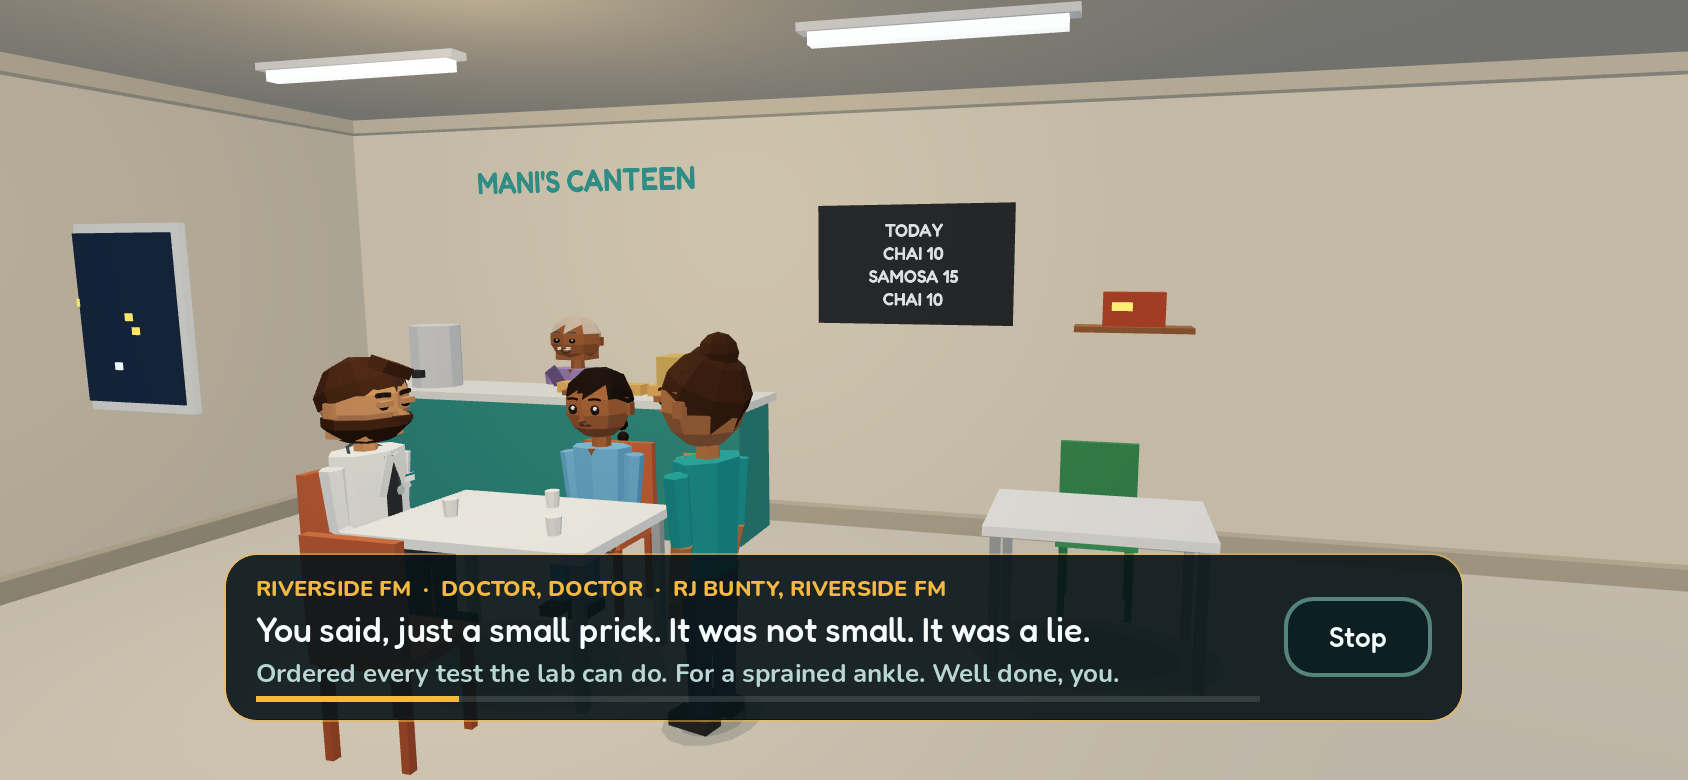 MANI'S CANTEEN
TODAY
CHAI 10
SAMOSA 15
CHAI 10
RIVERSIDE FM · DOCTOR, DOCTOR · RJ BUNTY, RIVERSIDE FM
You said, just a small prick. It was not small. It was a lie.
Ordered every test the lab can do. For a sprained ankle. Well done, you.
Stop